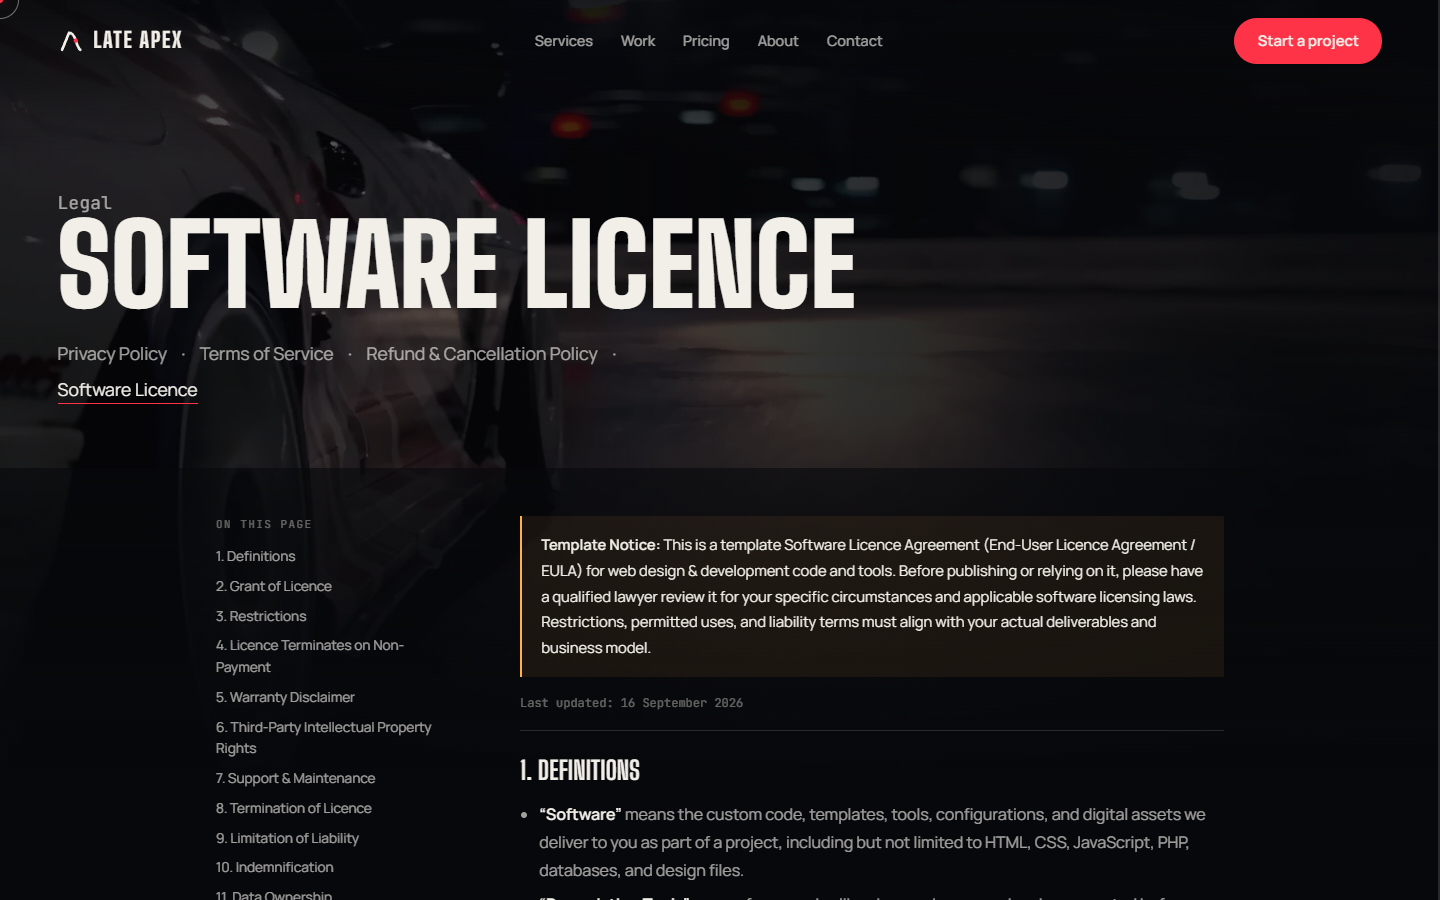 LATE APEX
Services
Work
Pricing
About
Contact
Start a project
Legal
SOFTWARE LICENCE
Privacy Policy · Terms of Service · Refund & Cancellation Policy ·
Software Licence
ON THIS PAGE
1. Definitions
2. Grant of Licence
3. Restrictions
4. Licence Terminates on Non-
Payment
5. Warranty Disclaimer
6. Third-Party Intellectual Property
Rights
7. Support & Maintenance
8. Termination of Licence
9. Limitation of Liability
10. Indemnification
11. Data Ownership
Template Notice: This is a template Software Licence Agreement (End-User Licence Agreement /
EULA) for web design & development code and tools. Before publishing or relying on it, please have
a qualified lawyer review it for your specific circumstances and applicable software licensing laws.
Restrictions, permitted uses, and liability terms must align with your actual deliverables and
business model.
Last updated: 16 September 2026
1. DEFINITIONS
• “Software” means the custom code, templates, tools, configurations, and digital assets we
deliver to you as part of a project, including but not limited to HTML, CSS, JavaScript, PHP,
databases, and design files.